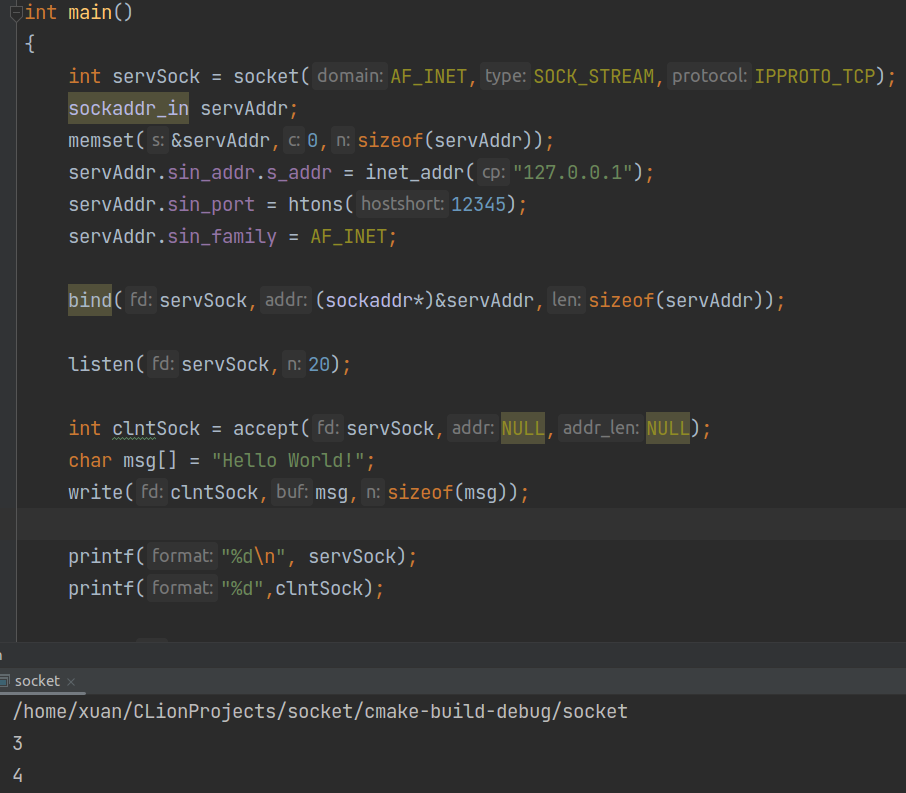 int main()
{
int servSock = socket( domain: AF_INET, type: SOCK_STREAM, protocol: IPPROTO_TCP);
sockaddr_in servAddr;
memset( s: &servAddr, c: 0, n: sizeof(servAddr));
servAddr.sin_addr.s_addr = inet_addr( cp: "127.0.0.1");
servAddr.sin_port = htons( hostshort: 12345);
servAddr.sin_family = AF_INET;
bind( fd: servSock, addr: (sockaddr*)&servAddr, len: sizeof(servAddr));
listen( fd: servSock, n: 20);
int clntSock = accept( fd: servSock, addr: NULL, addr_len: NULL);
char msg[] = "Hello World!";
write( fd: clntSock, buf: msg, n: sizeof(msg));
printf( format: "%d\n", servSock);
printf( format: "%d",clntSock);
socket ×
/home/xuan/CLionProjects/socket/cmake-build-debug/socket
3
4